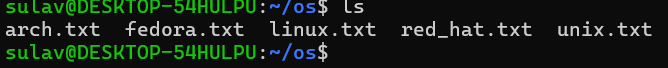 sulav@DESKTOP-54HULPU:~/os$ ls
arch.txt  fedora.txt  linux.txt  red_hat.txt  unix.txt
sulav@DESKTOP-54HULPU:~/os$